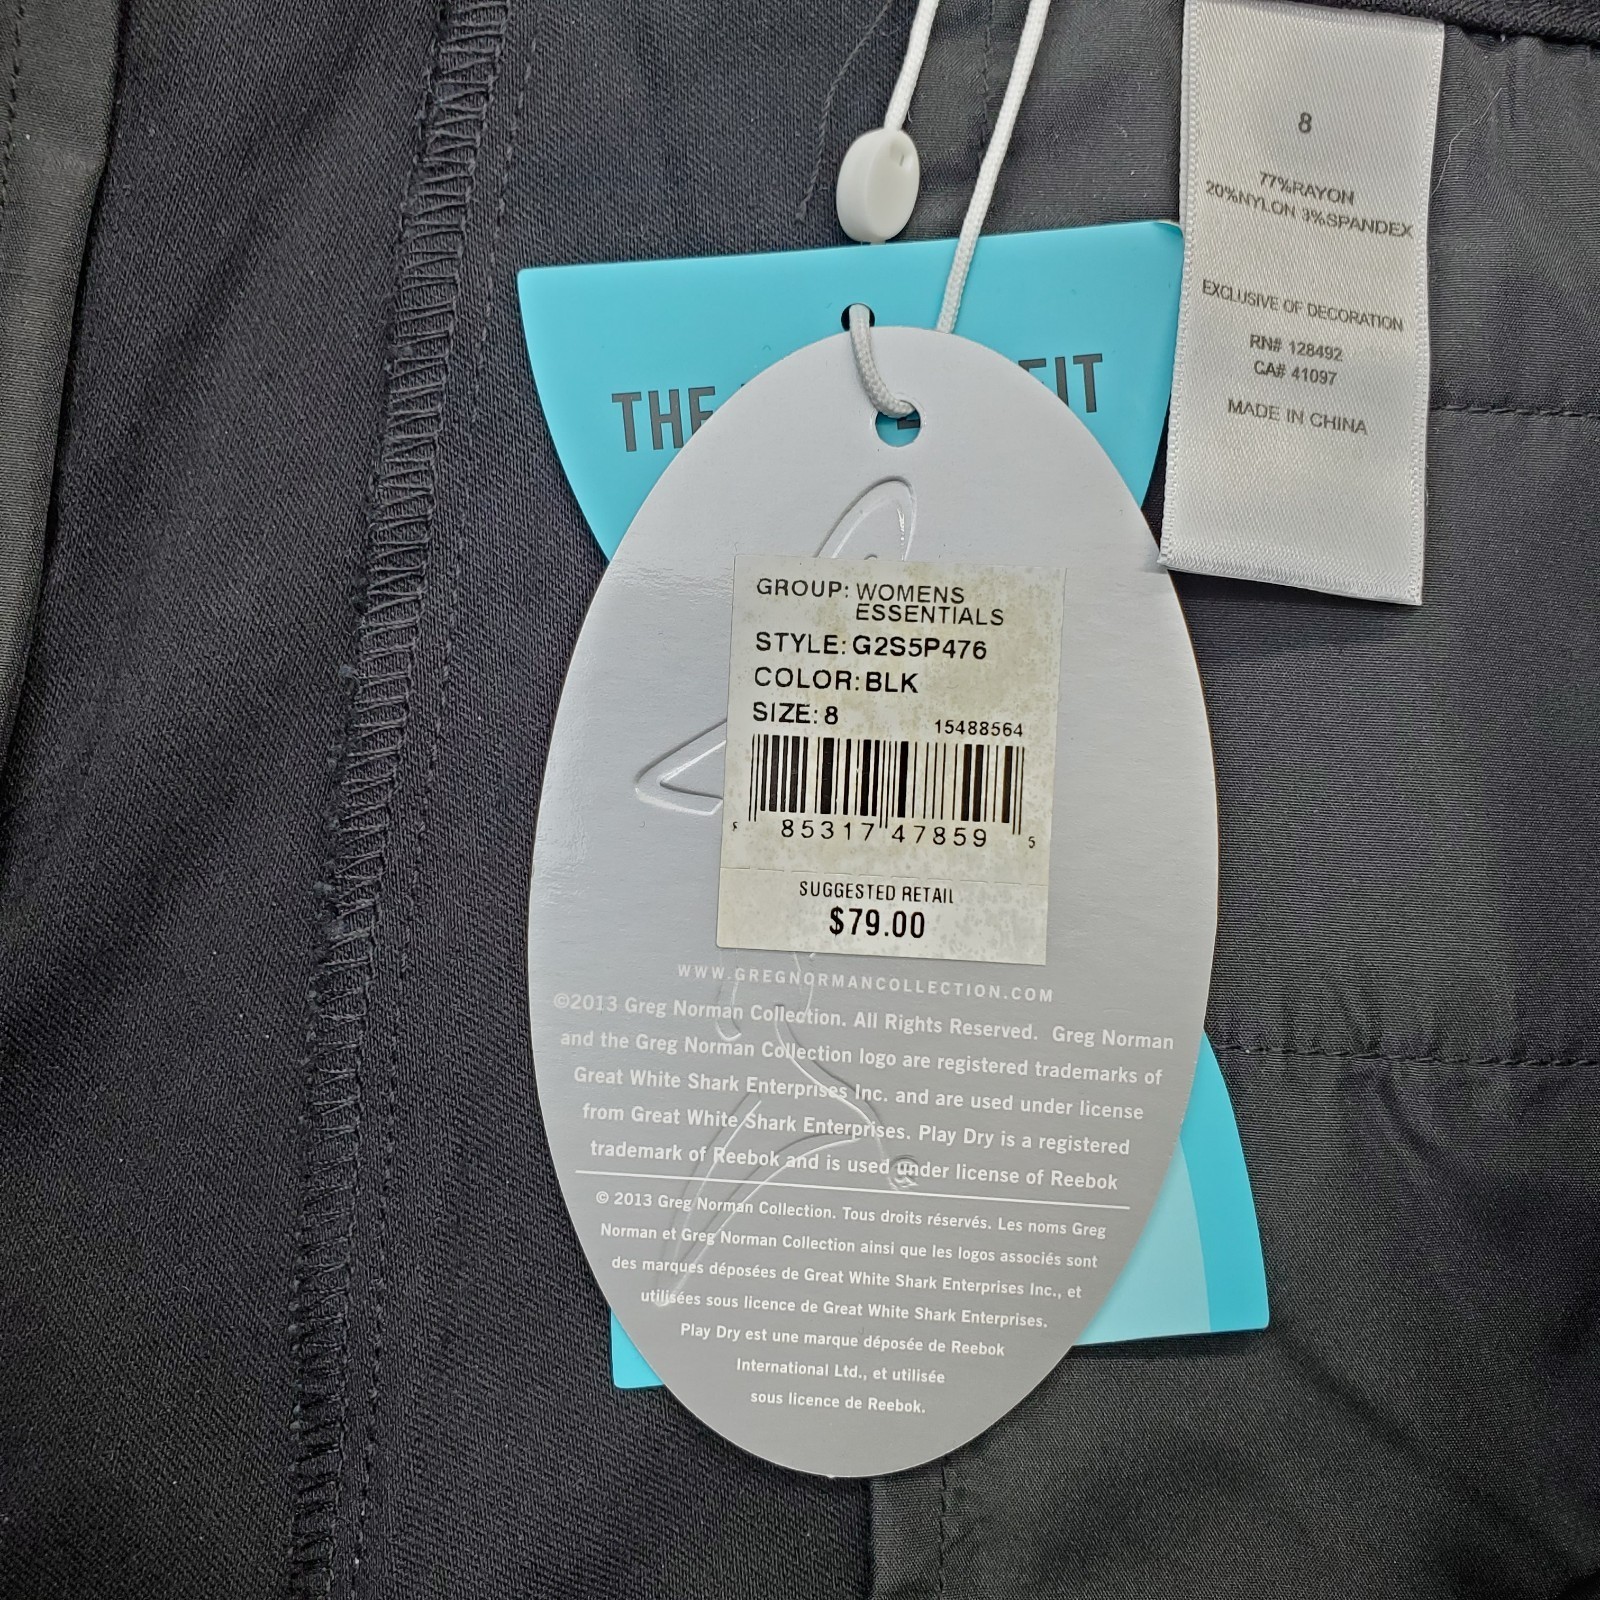 8
77%RAYON
20%NYLON 3%SPANDEX
EXCLUSIVE OF DECORATION
RN# 128492
CA# 41097
MADE IN CHINA
THE
FIT
GROUP: WOMENS
ESSENTIALS
STYLE: G2S5P476
COLOR: BLK
SIZE: 8
15488564
85317 47859 5
SUGGESTED RETAIL
$79.00
WWW.GREGNORMANCOLLECTION.COM
©2013 Greg Norman Collection. All Rights Reserved. Greg Norman
and the Greg Norman Collection logo are registered trademarks of
Great White Shark Enterprises Inc. and are used under license
from Great White Shark Enterprises. Play Dry is a registered
trademark of Reebok and is used under license of Reebok
© 2013 Greg Norman Collection. Tous droits réservés. Les noms Greg
Norman et Greg Norman Collection ainsi que les logos associés sont
des marques déposées de Great White Shark Enterprises Inc., et
utilisées sous licence de Great White Shark Enterprises.
Play Dry est une marque déposée de Reebok
International Ltd., et utilisée
sous licence de Reebok.